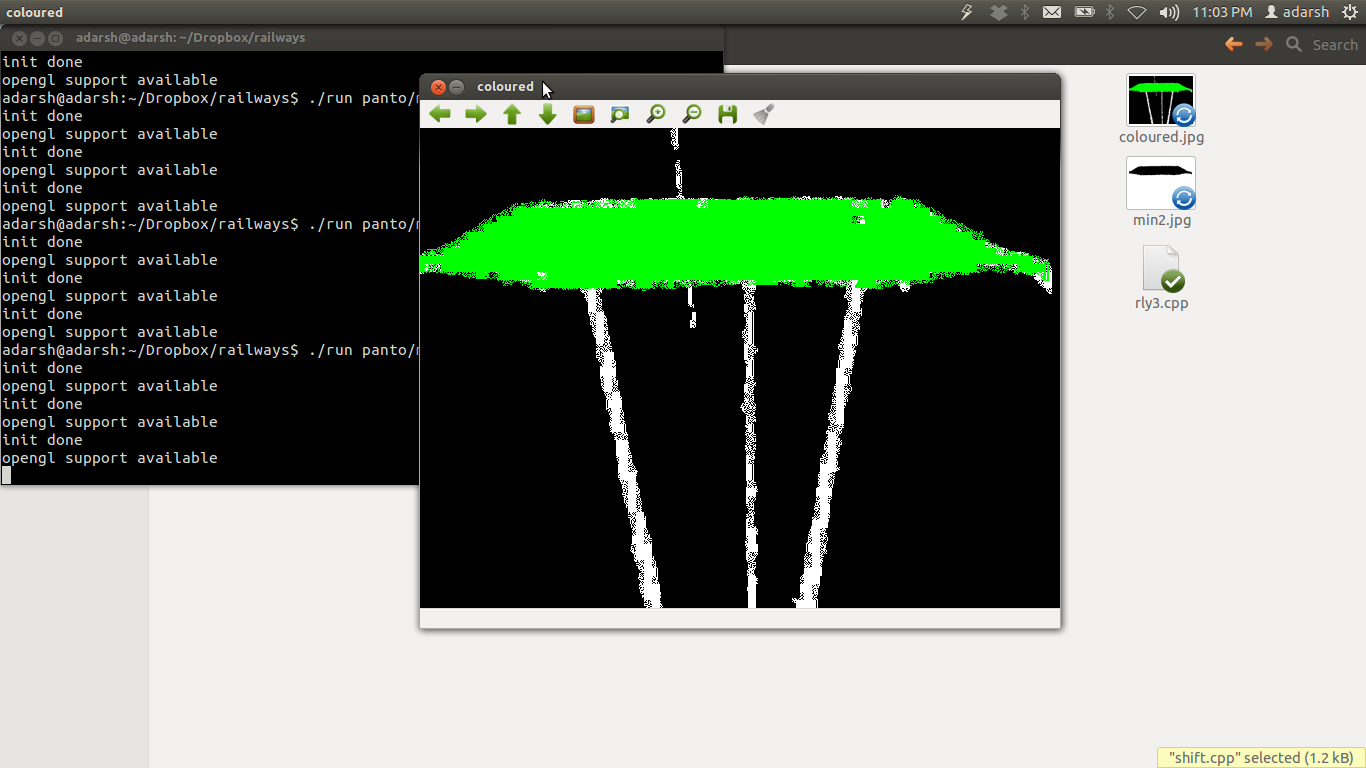 coloured
11:03 PM
adarsh
adarsh@adarsh: ~/Dropbox/railways
Search
init done
opengl support available
adarsh@adarsh:~/Dropbox/railways$ ./run panto/
init done
opengl support available
init done
opengl support available
init done
opengl support available
adarsh@adarsh:~/Dropbox/railways$ ./run panto/
init done
opengl support available
init done
opengl support available
init done
opengl support available
adarsh@adarsh:~/Dropbox/railways$ ./run panto/
init done
opengl support available
init done
opengl support available
init done
opengl support available
coloured
coloured.jpg
min2.jpg
rly3.cpp
"shift.cpp" selected (1.2 kB)